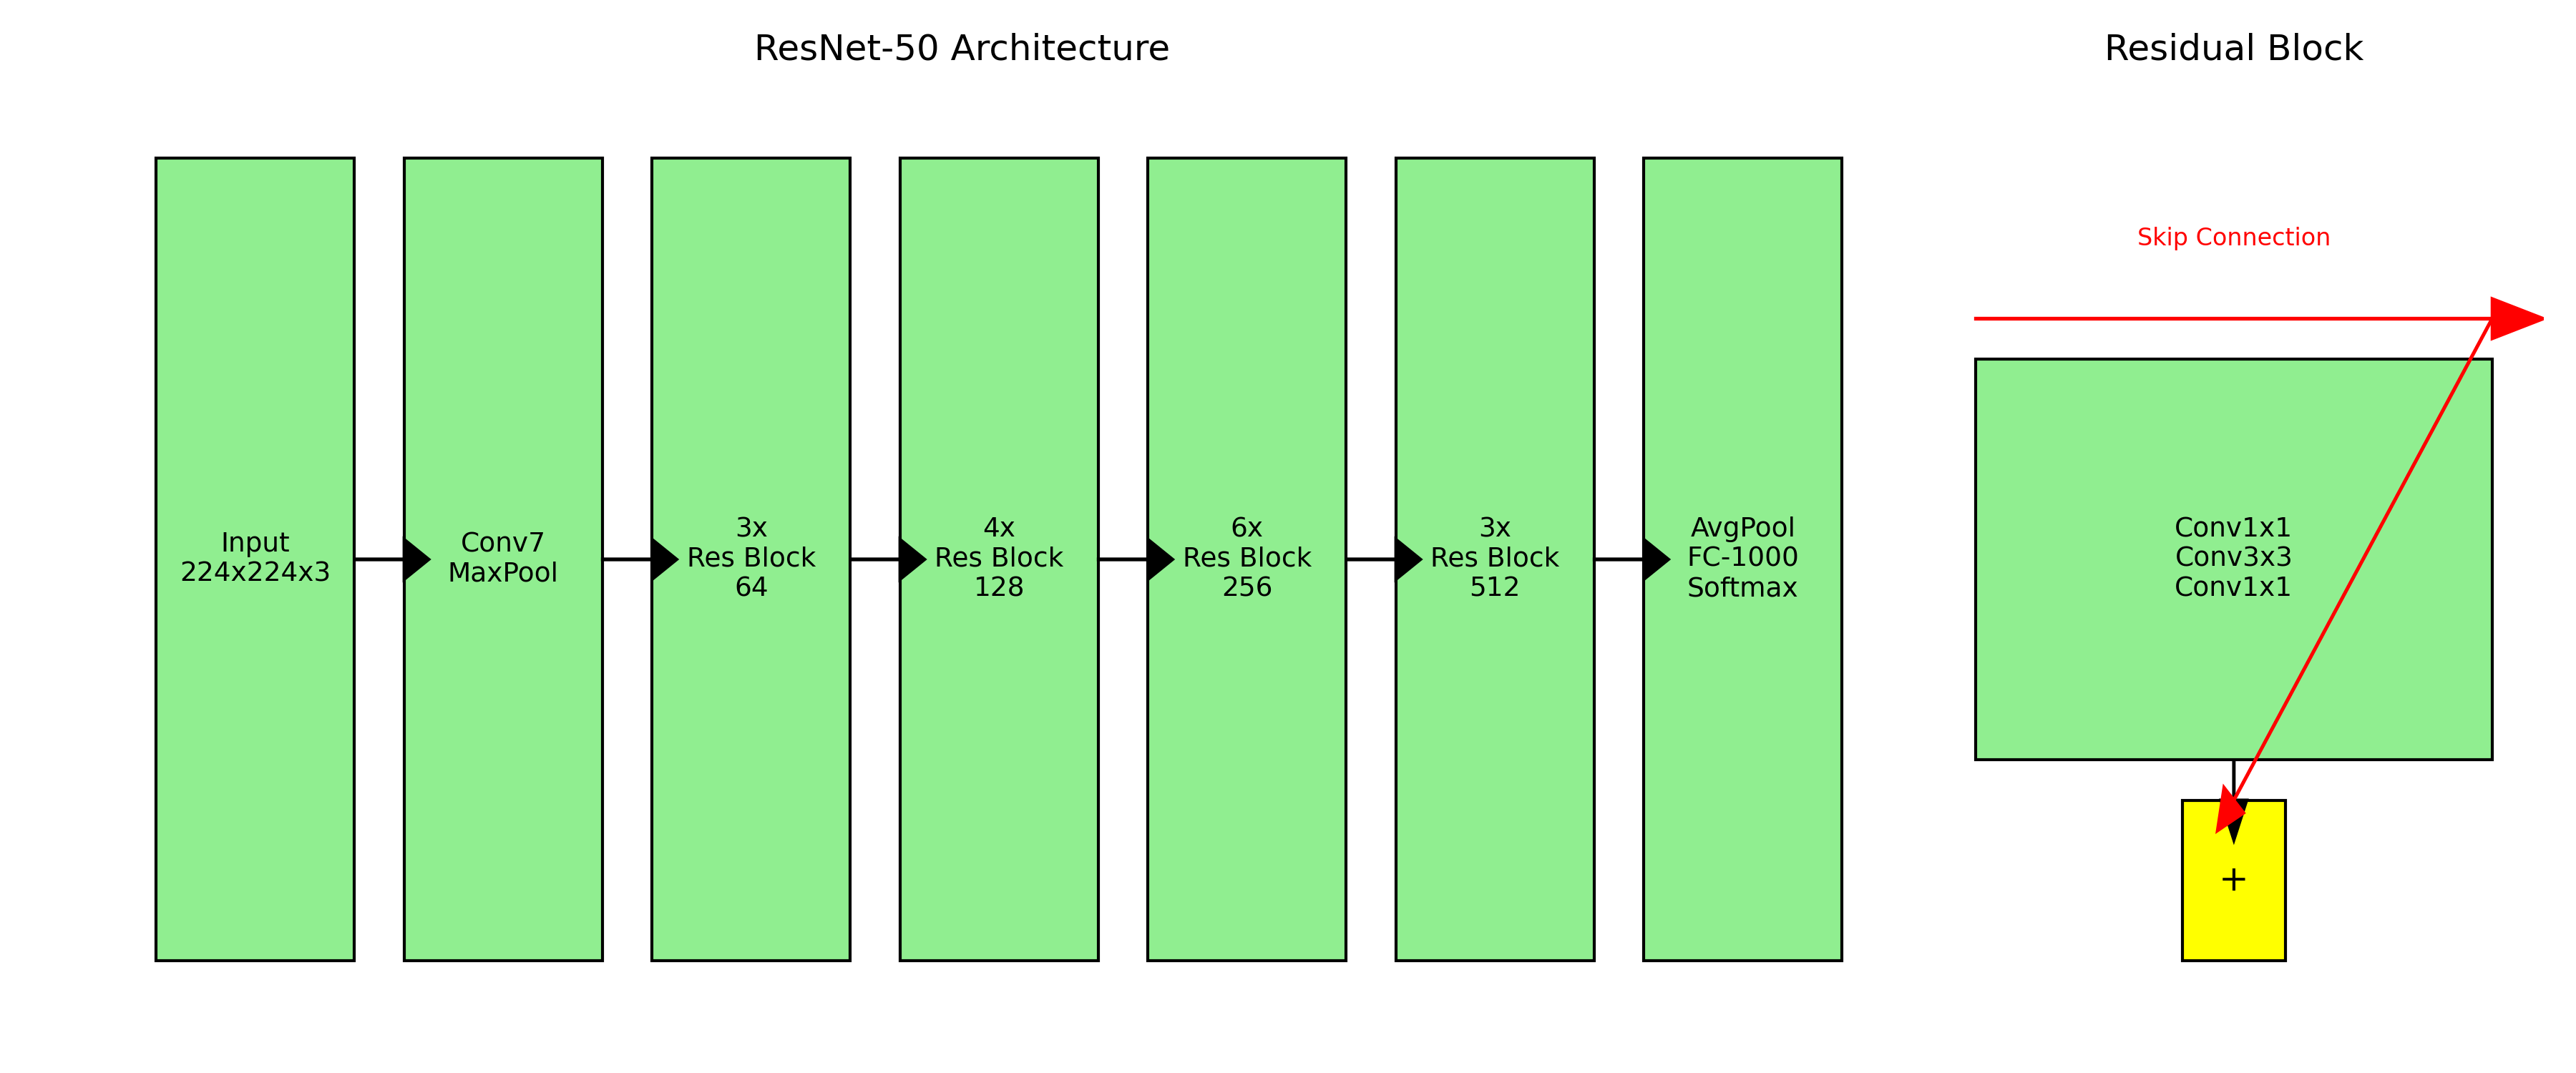 ResNet-50 Architecture
Input
224x224x3
Conv7
MaxPool
3x
Res Block
64
4x
Res Block
128
6x
Res Block
256
3x
Res Block
512
AvgPool
FC-1000
Softmax
Residual Block
Skip Connection
Conv1x1
Conv3x3
Conv1x1
+